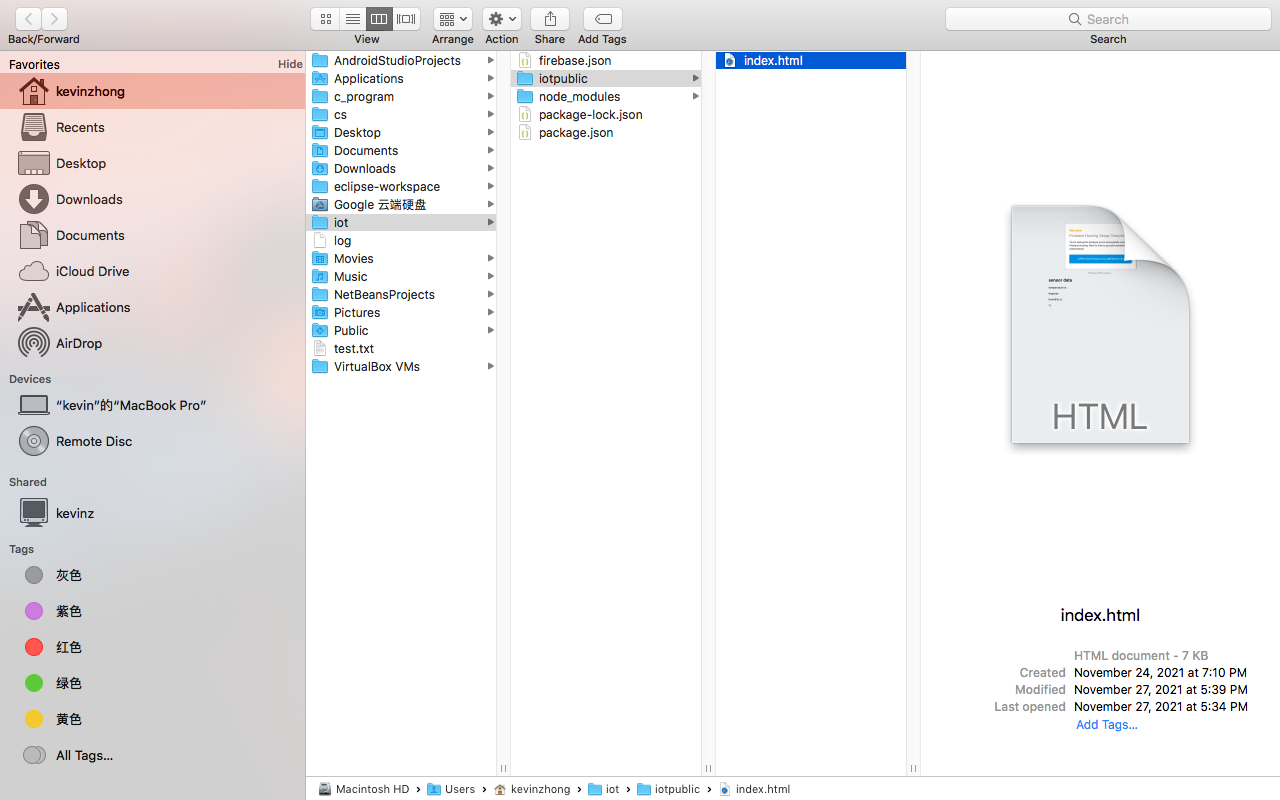 Back/Forward
View
Arrange
Action
Share
Add Tags
Search
Search
Favorites
Hide
kevinzhong
Recents
Desktop
Downloads
Documents
iCloud Drive
Applications
AirDrop
Devices
“kevin”的“MacBook Pro”
Remote Disc
Shared
kevinz
Tags
灰色
紫色
红色
绿色
黄色
All Tags...
AndroidStudioProjects
Applications
c_program
cs
Desktop
Documents
Downloads
eclipse-workspace
Google 云端硬盘
iot
log
Movies
Music
NetBeansProjects
Pictures
Public
test.txt
VirtualBox VMs
firebase.json
iotpublic
node_modules
package-lock.json
package.json
index.html
sensor data
HTML
index.html
HTML document - 7 KB
Created November 24, 2021 at 7:10 PM
Modified November 27, 2021 at 5:39 PM
Last opened November 27, 2021 at 5:34 PM
Add Tags...
Macintosh HD
Users
kevinzhong
iot
iotpublic
index.html